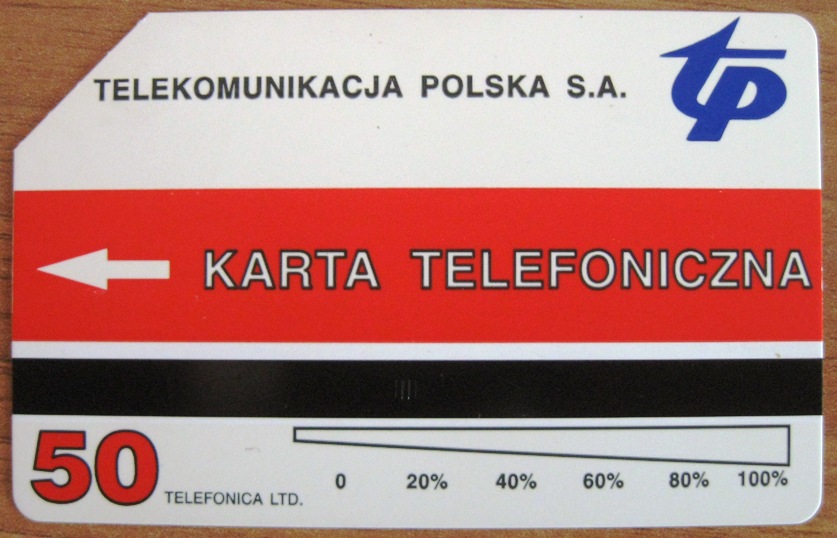 TELEKOMUNIKACJA POLSKA S.A.
tp
KARTA TELEFONICZNA
50 TELEFONICA LTD.
0 20% 40% 60% 80% 100%